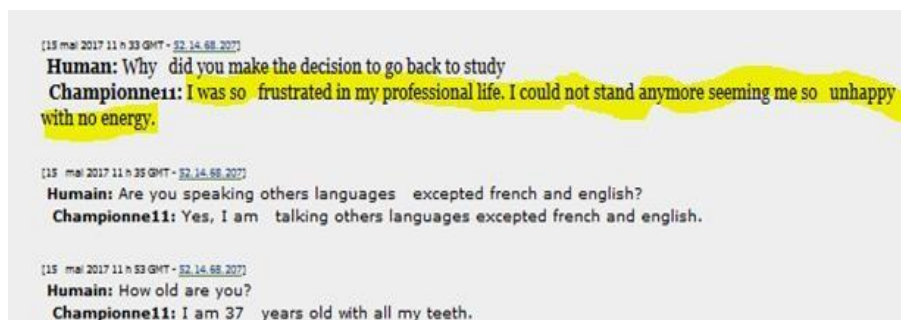 [15 mai 2017 11 h 33 GMT - 52.14.68.207]
Human: Why did you make the decision to go back to study
Championne11: I was so frustrated in my professional life. I could not stand anymore seeming me so unhappy
with no energy.
[15 mai 2017 11 h 35 GMT - 52.14.68.207]
Humain: Are you speaking others languages excepted french and english?
Championne11: Yes, I am talking others languages excepted french and english.
[15 mai 2017 11 h 53 GMT - 52.14.68.207]
Humain: How old are you?
Championne11: I am 37 years old with all my teeth.